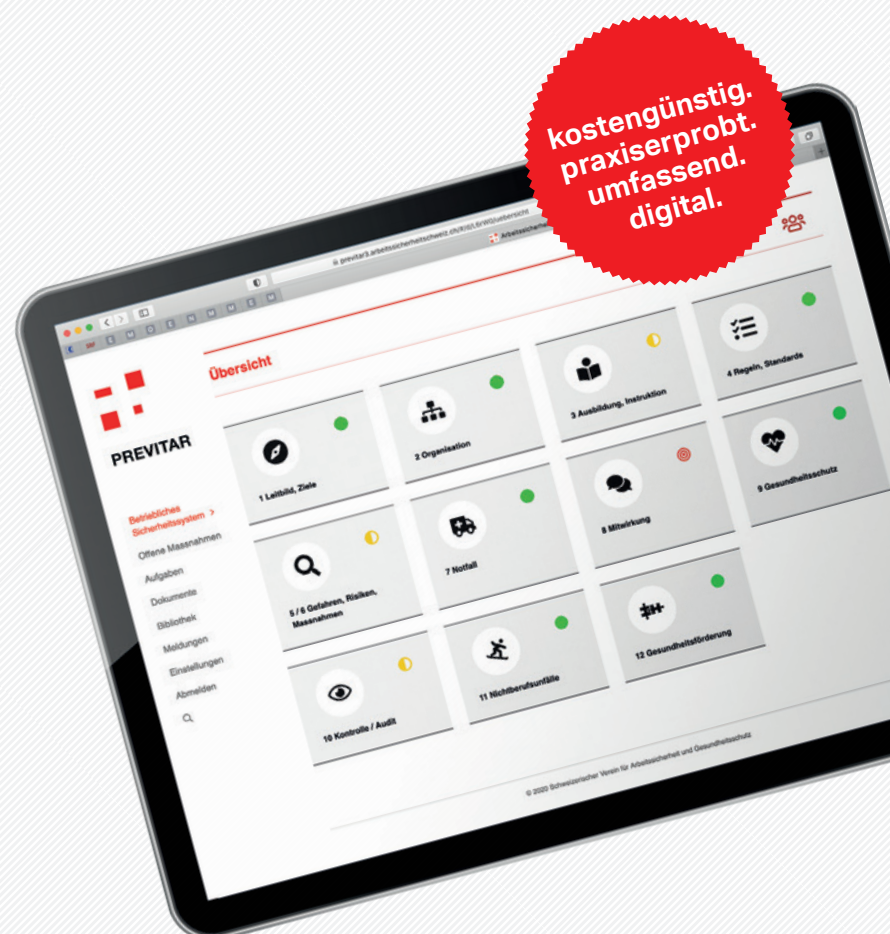 kostengünstig.
praxiserprobt.
umfassend.
digital.
Übersicht
PREVITAR
Betriebliches
Sicherheitssystem >
Offene Massnahmen
Aufgaben
Dokumente
Bibliothek
Meldungen
Einstellungen
Abmelden
1 Leitbild, Ziele
2 Organisation
3 Ausbildung, Instruktion
4 Regeln, Standards
5 / 6 Gefahren, Risiken,
Massnahmen
7 Notfall
8 Mitwirkung
9 Gesundheitsschutz
10 Kontrolle / Audit
11 Nichtberufsunfälle
12 Gesundheitsförderung
© 2020 Schweizerischer Verein für Arbeitssicherheit und Gesundheitsschutz